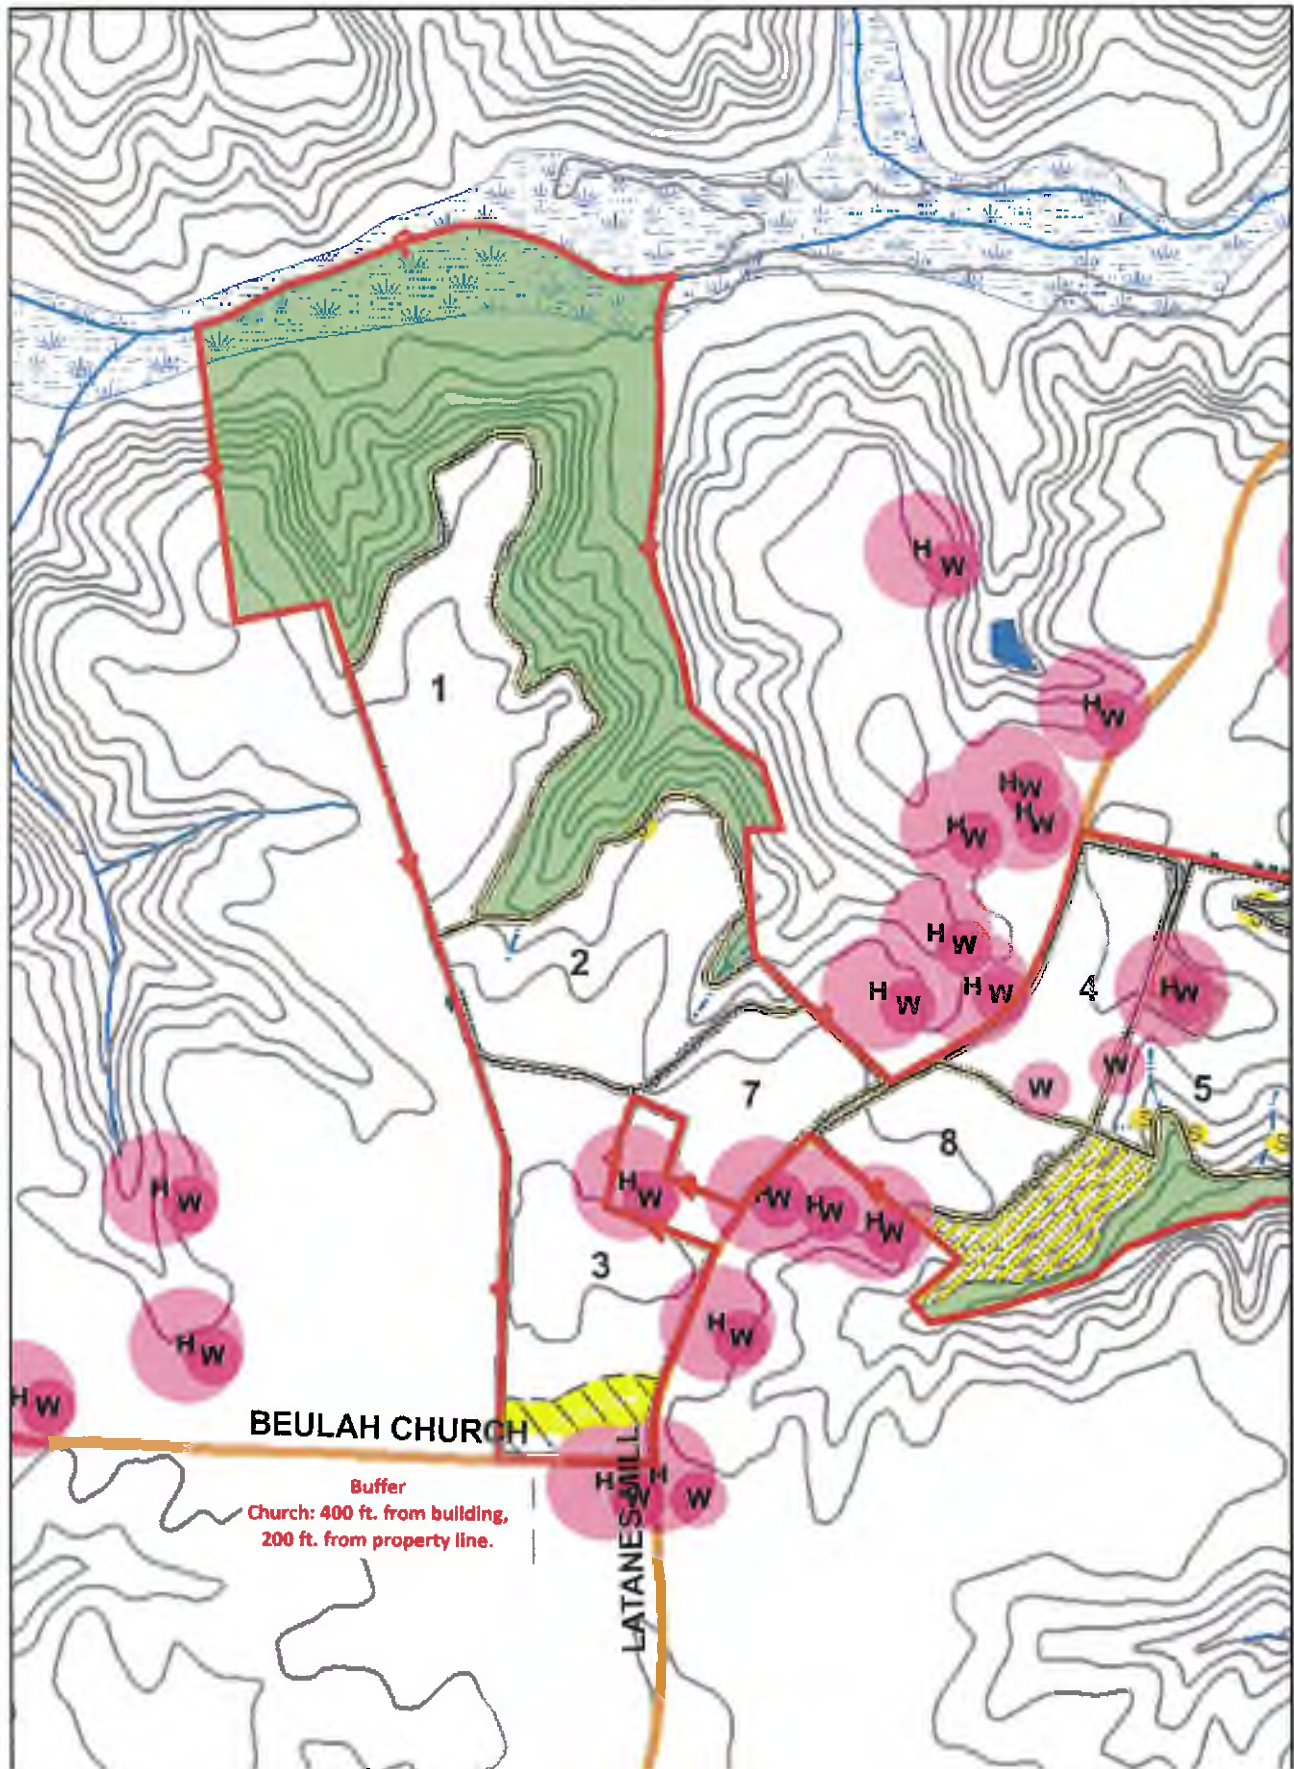 H W
1
H W
H W
H W
H W
2
H W
4
H W
H W
H W
W
W
5
7
8
S
S
S
H W
H W
W
H W
H W
3
H W
H W
H W
BEULAH CHURCH
LATANES MILL
H
H
W
Buffer
Church: 400 ft. from building,
200 ft. from property line.